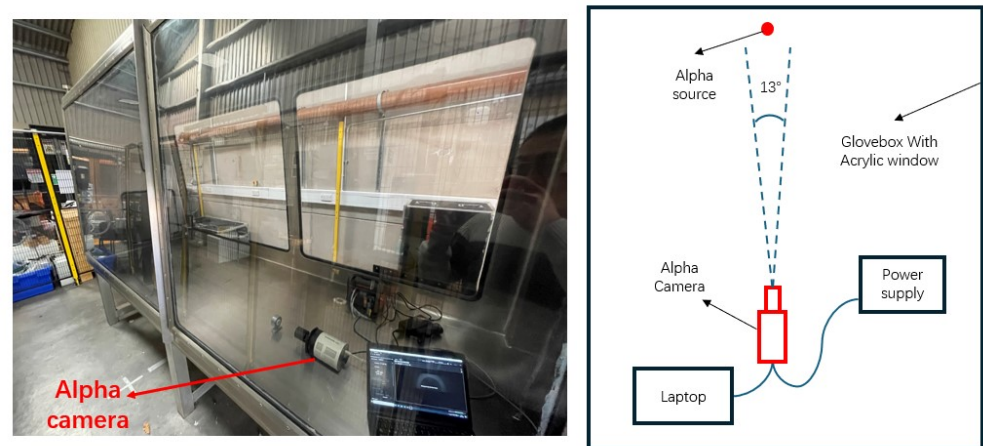 Alpha
camera
Alpha
source
13°
Glovebox With
Acrylic window
Alpha
Camera
Power
supply
Laptop